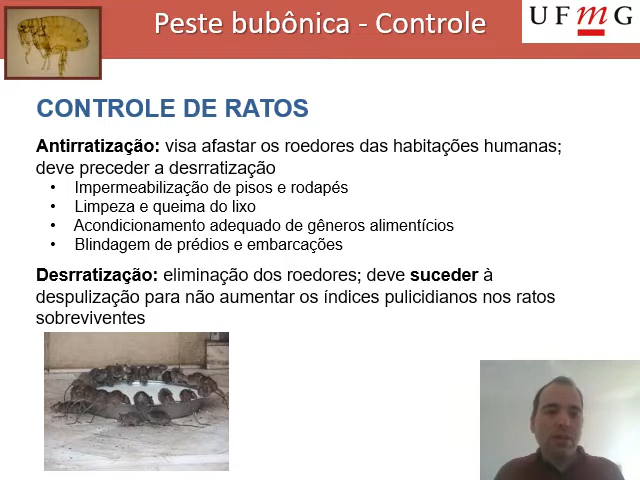 Peste bubônica - Controle
UFmG
CONTROLE DE RATOS
Antirratização: visa afastar os roedores das habitações humanas;
deve preceder a desrratização
• Impermeabilização de pisos e rodapés
• Limpeza e queima do lixo
• Acondicionamento adequado de gêneros alimentícios
• Blindagem de prédios e embarcações
Desrratização: eliminação dos roedores; deve suceder à
despulização para não aumentar os índices pulicidianos nos ratos
sobreviventes